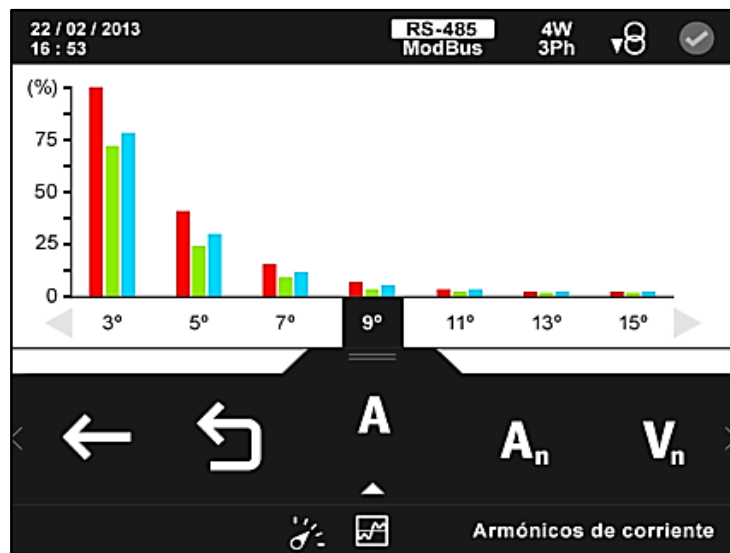 22 / 02 / 2013
16 : 53
RS-485
ModBus
4W
3Ph
(%)
75
50
25
0
3º 5º 7º 9º 11º 13º 15º
A An Vn
Armónicos de corriente